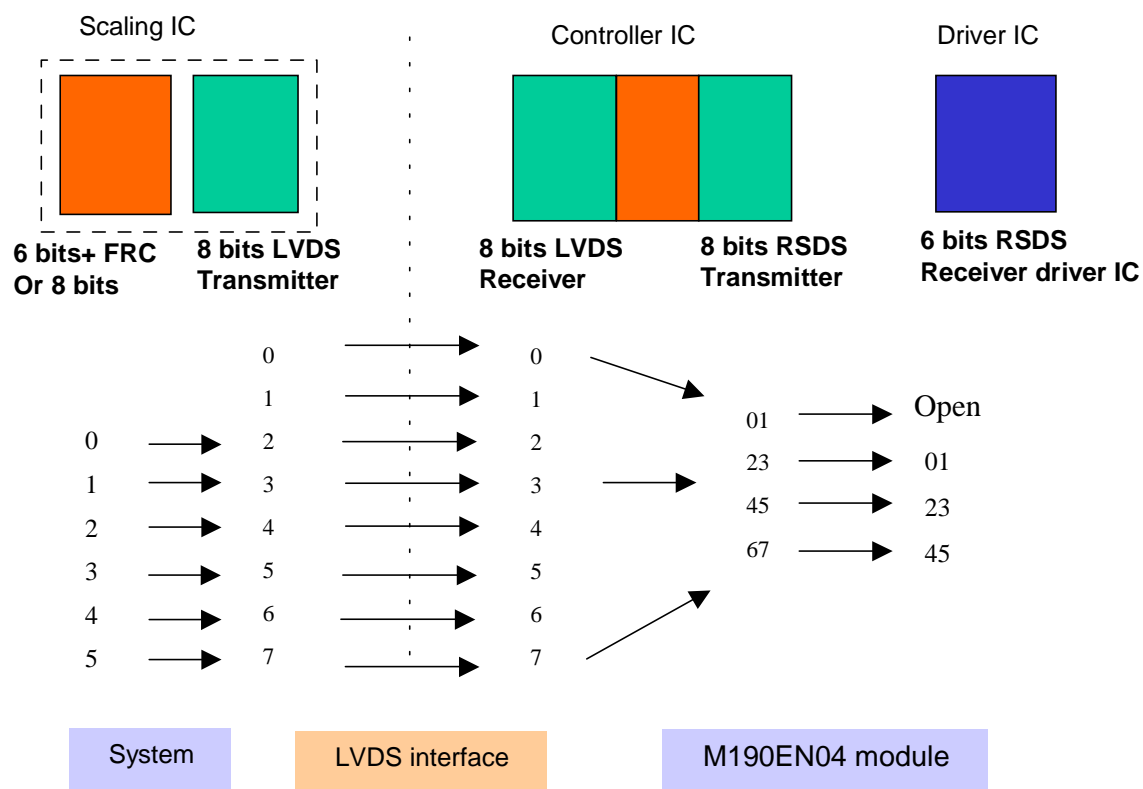 Scaling IC
Controller IC
Driver IC
6 bits+ FRC
Or 8 bits
8 bits LVDS
Transmitter
8 bits LVDS
Receiver
8 bits RSDS
Transmitter
6 bits RSDS
Receiver driver IC
0
1
2
3
4
5
0
1
2
3
4
5
6
7
0
1
2
3
4
5
6
7
01
23
45
67
Open
01
23
45
System
LVDS interface
M190EN04 module